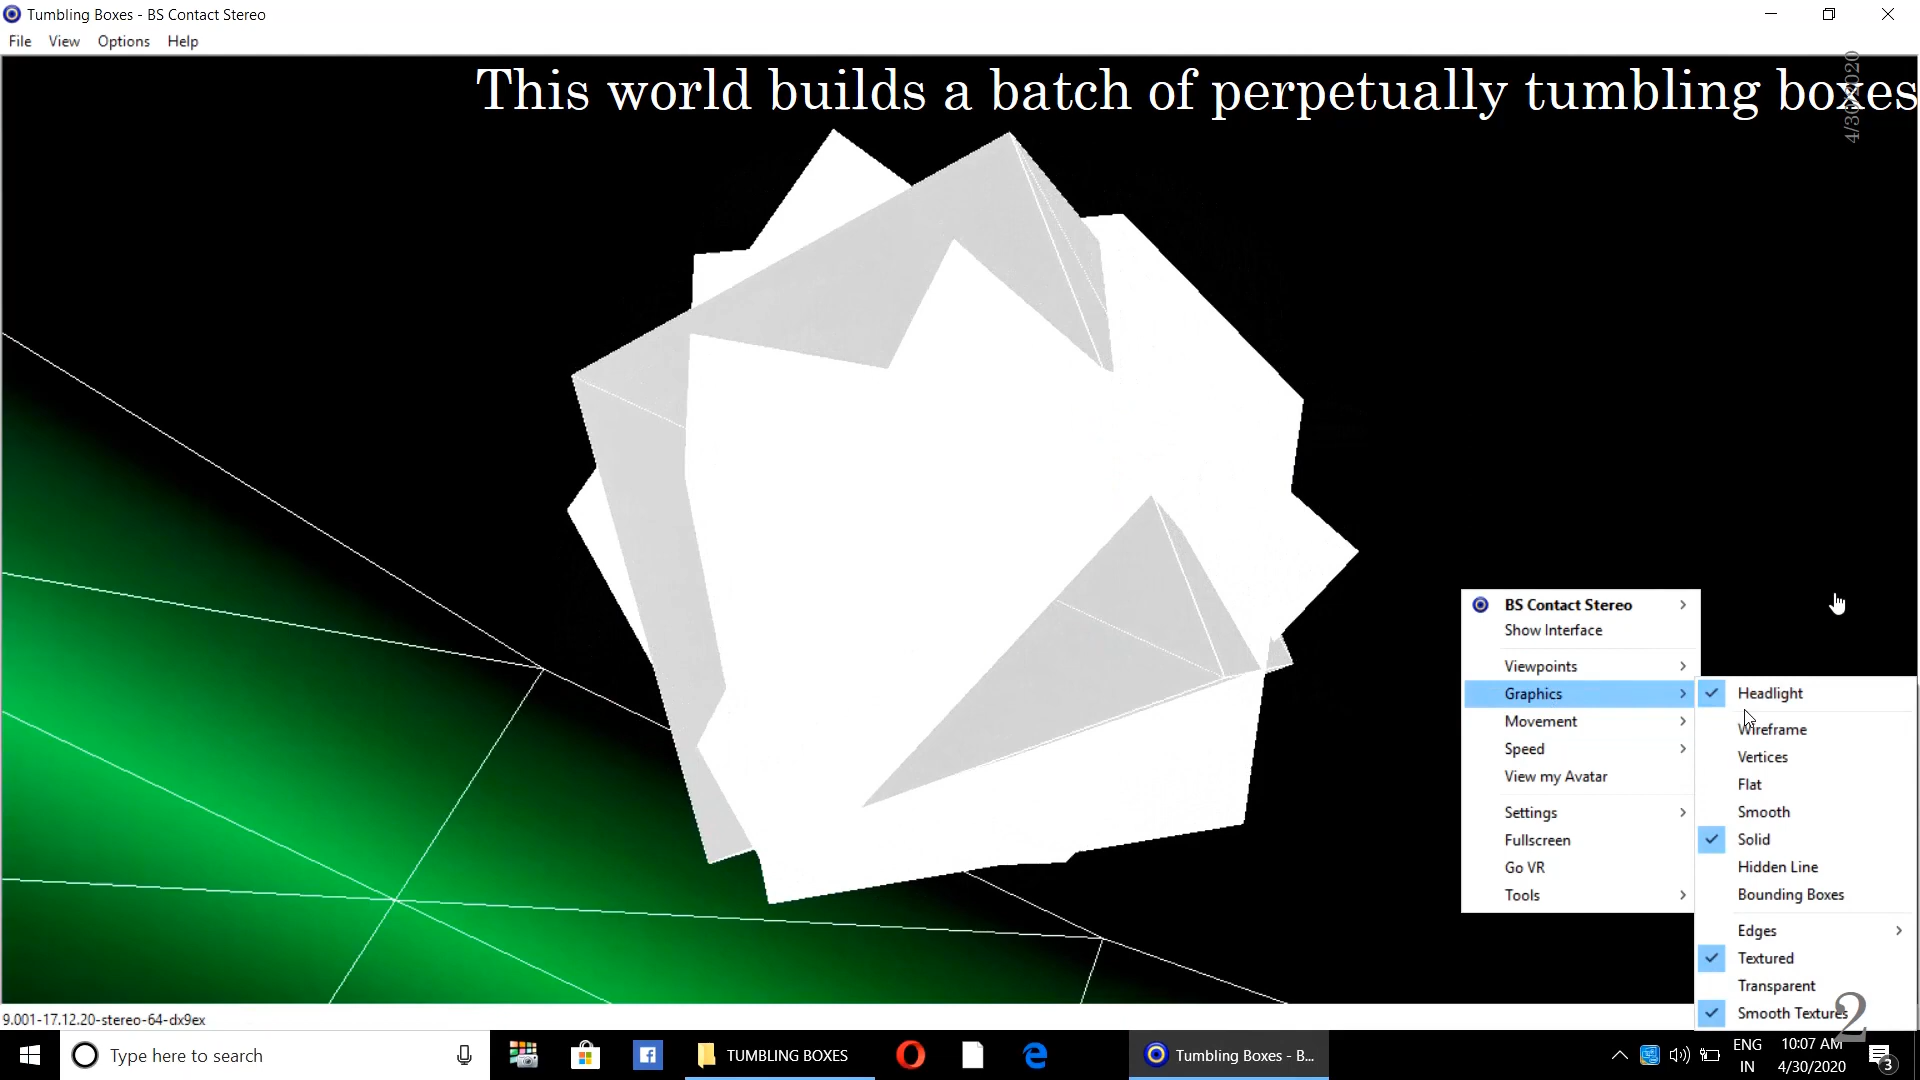 Tumbling Boxes - BS Contact Stereo
File View Options Help
This world builds a batch of perpetually tumbling boxes
4/30/2020
BS Contact Stereo
Show Interface
Viewpoints
Graphics
Movement
Speed
View my Avatar
Settings
Fullscreen
Go VR
Tools
Headlight
Wireframe
Vertices
Flat
Smooth
Solid
Hidden Line
Bounding Boxes
Edges
Textured
Transparent
Smooth Textures
2
9.001-17.12.20-stereo-64-dx9ex
Type here to search
TUMBLING BOXES
Tumbling Boxes - B...
ENG
IN
10:07 AM
4/30/2020
3